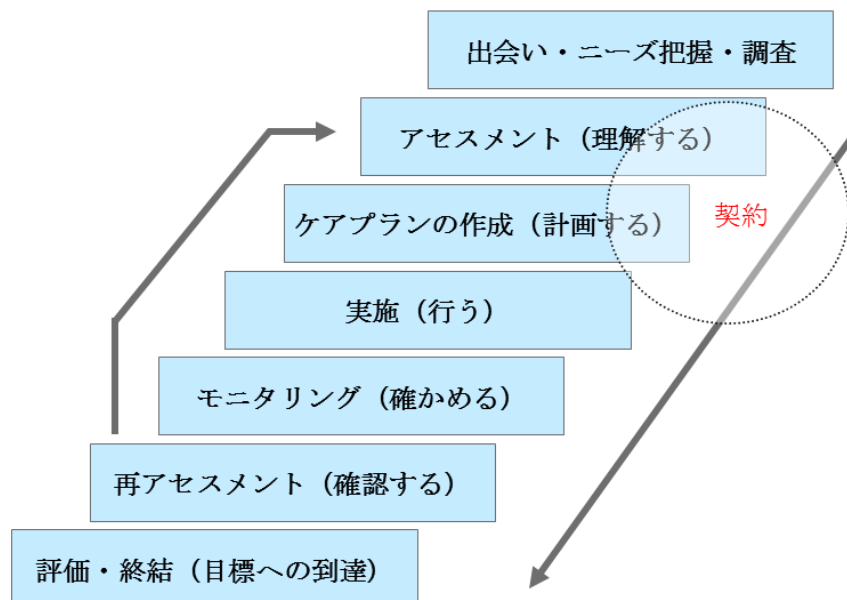 出会い・ニーズ把握・調査
アセスメント（理解する）
ケアプランの作成（計画する）
契約
実施（行う）
モニタリング（確かめる）
再アセスメント（確認する）
評価・終結（目標への到達）